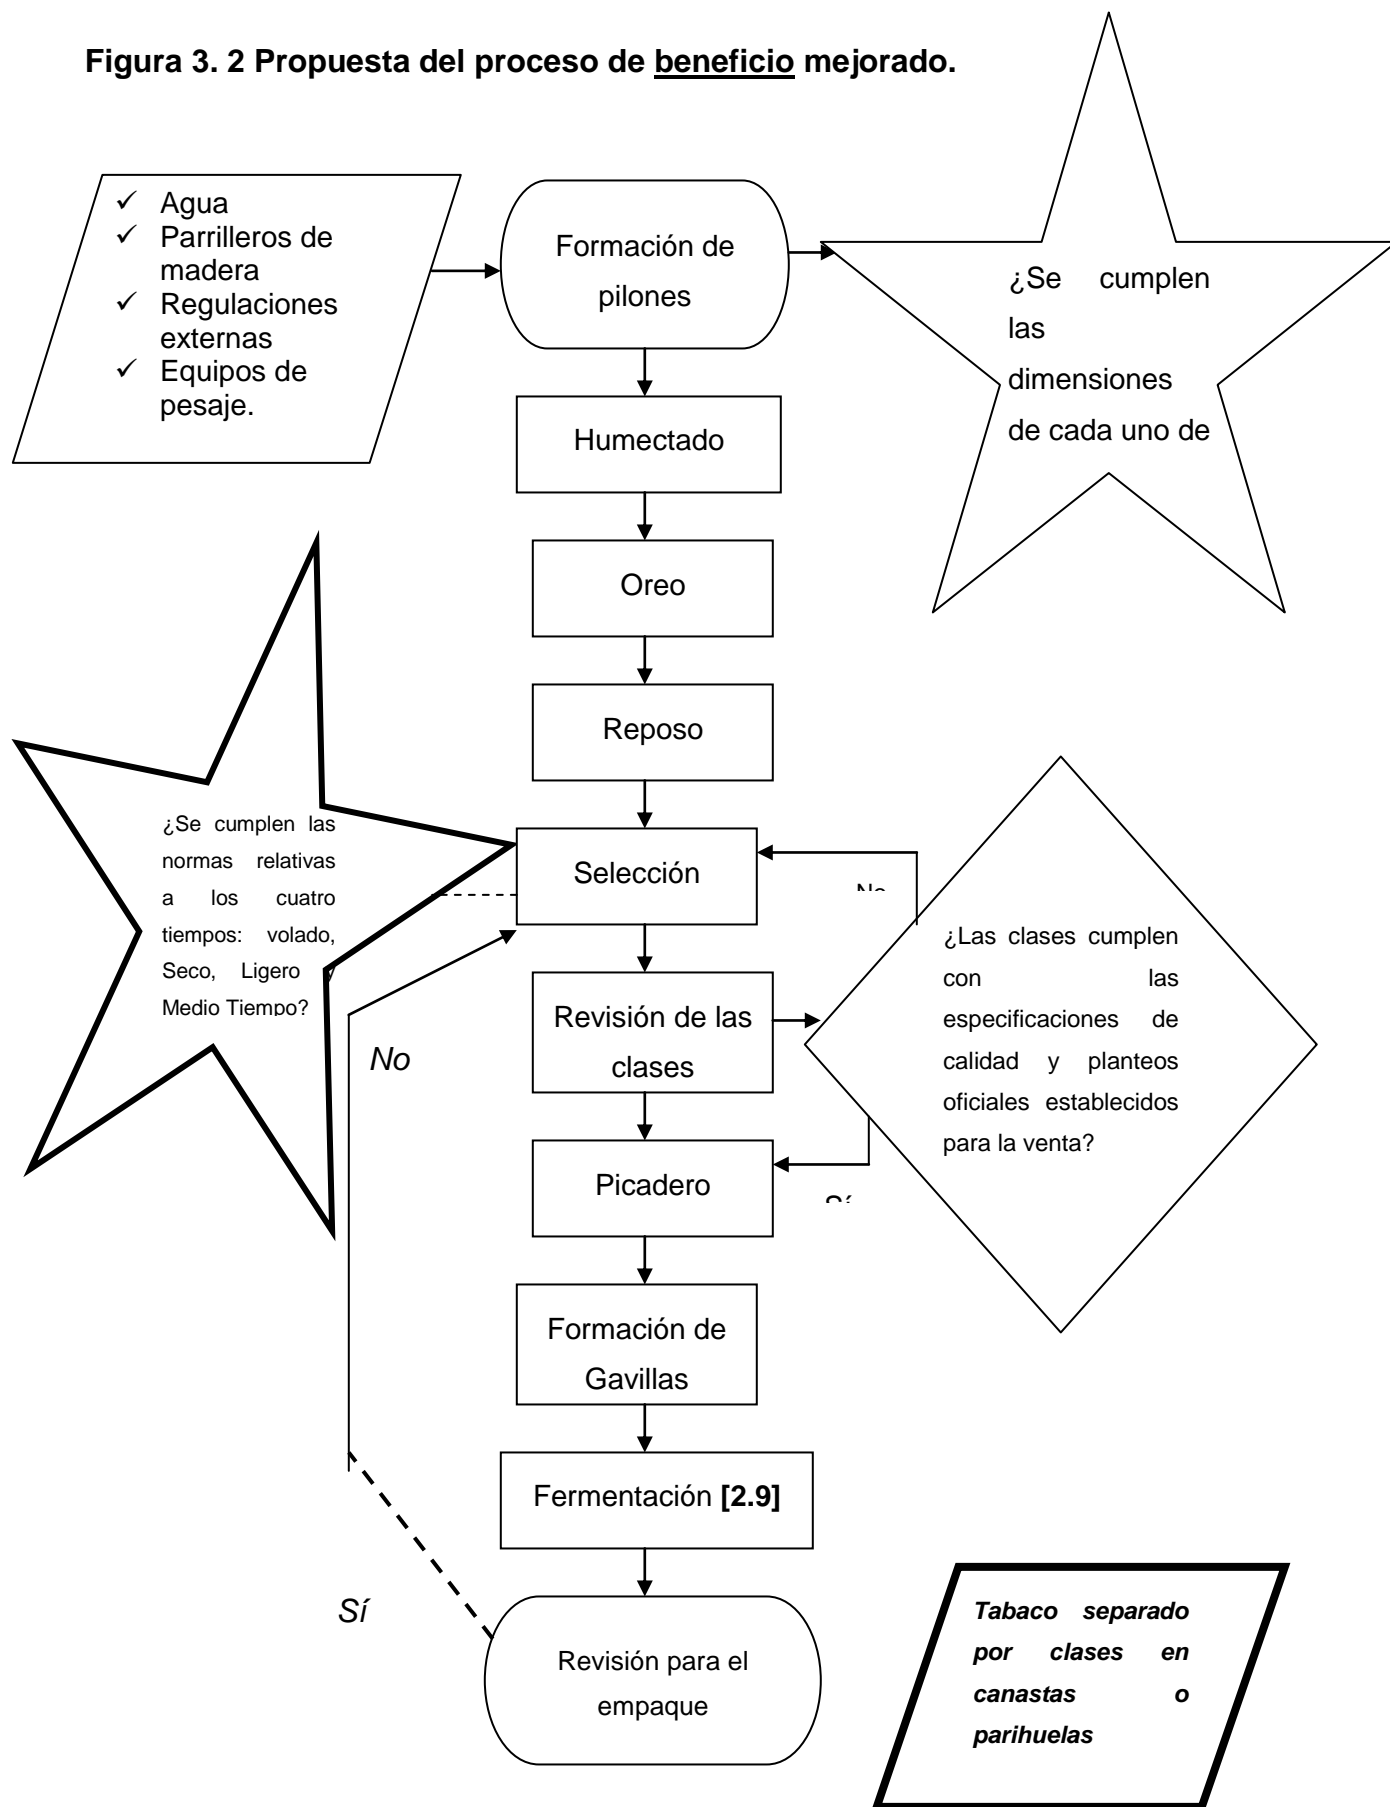 Figura 3. 2 Propuesta del proceso de beneficio mejorado.
✓ Agua
✓ Parrilleros de
madera
✓ Regulaciones
externas
✓ Equipos de
pesaje.
Formación de
pilones
¿Se cumplen
las
dimensiones
de cada uno de
Humectado
Oreo
Reposo
¿Se cumplen las
normas relativas
a los cuatro
tiempos: volado,
Seco, Ligero y
Medio Tiempo?
Selección
No
¿Las clases cumplen
con las
especificaciones de
calidad y planteos
oficiales establecidos
para la venta?
Revisión de las
clases
No
Picadero
Sí
Formación de
Gavillas
Fermentación [2.9]
Sí
Revisión para el
empaque
Tabaco separado
por clases en
canastas o
parihuelas